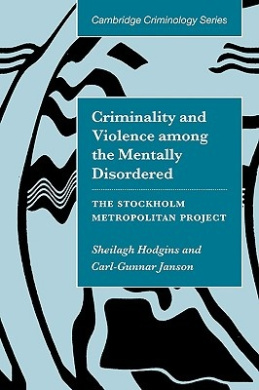 Cambridge Criminology Series
Criminality and
Violence among
the Mentally
Disordered
THE STOCKHOLM
METROPOLITAN PROJECT
Sheilagh Hodgins and
Carl-Gunnar Janson